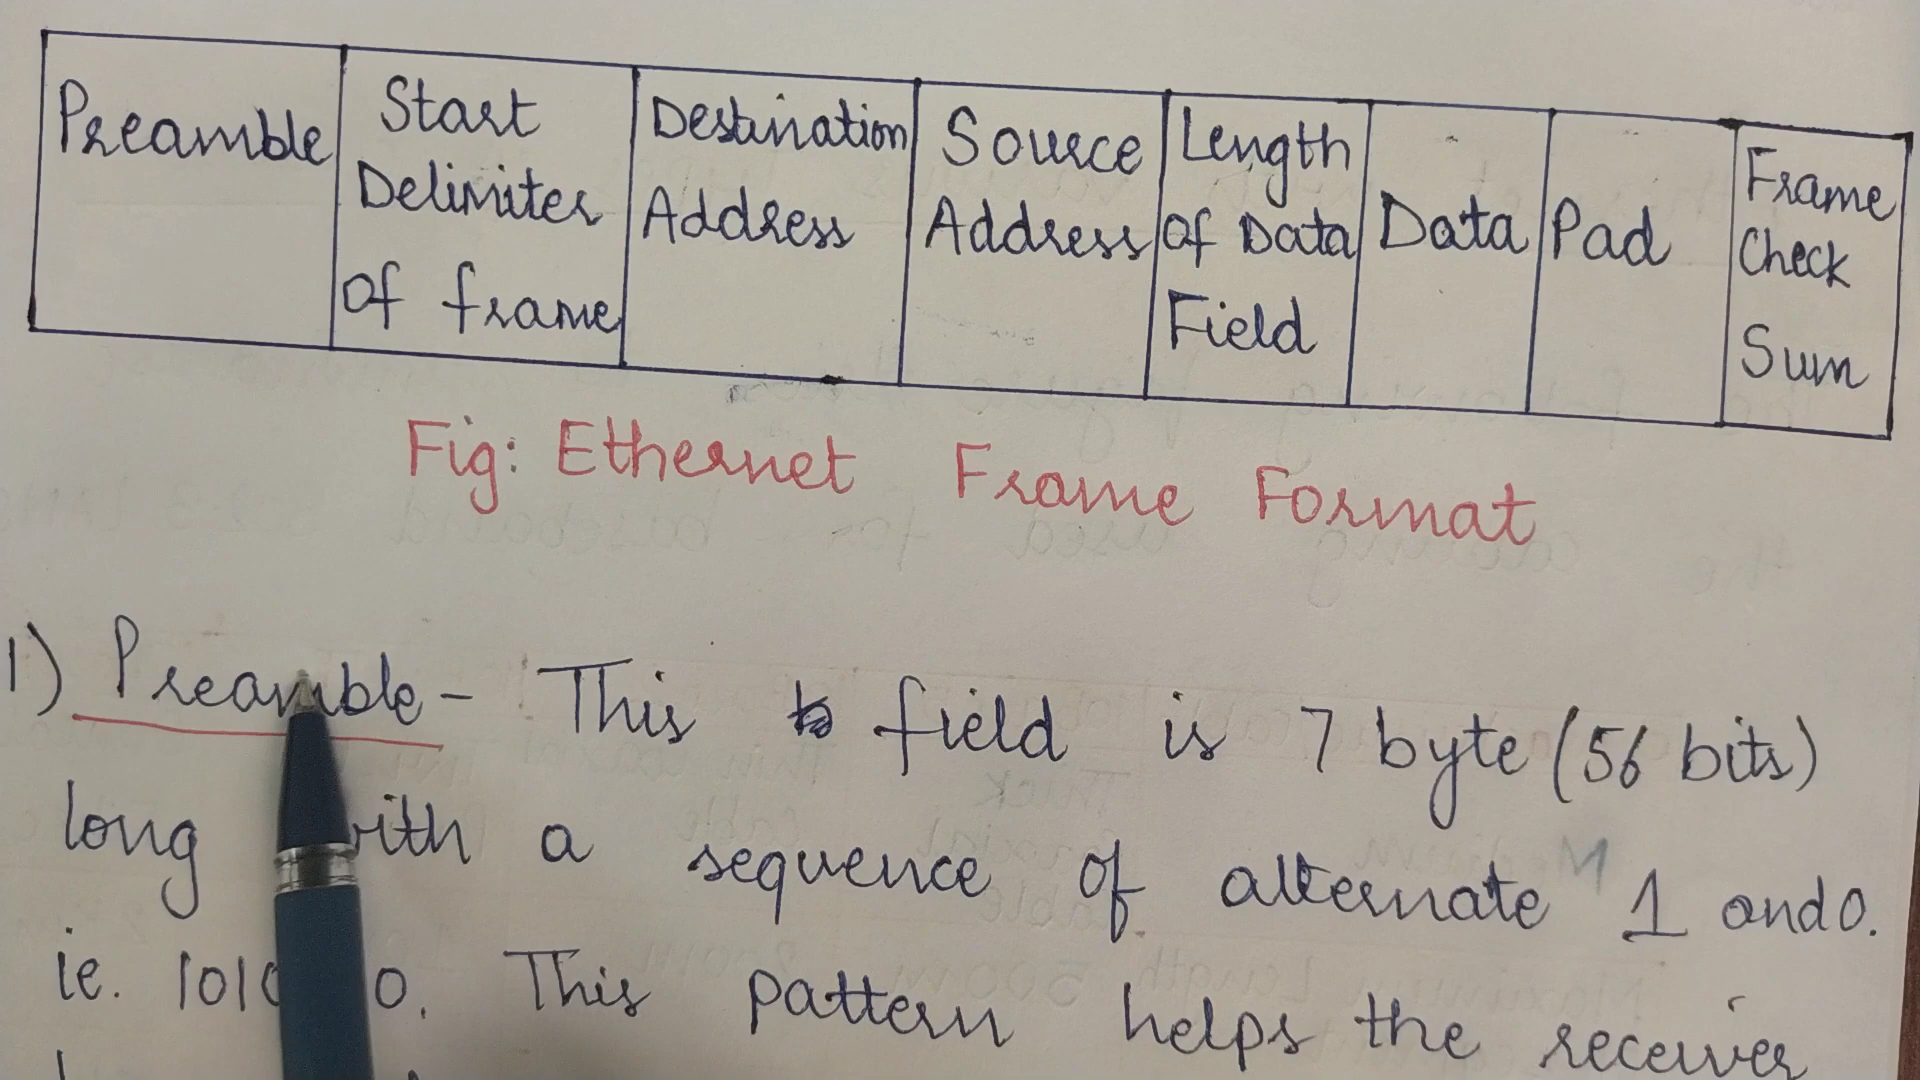 Preamble
Start
Delimiter
Of frame
Destination
Address
Source
Address
Length
Of Data
Field
Data
Pad
Frame
Check
Sum
Fig: Ethernet Frame Format
1) Preamble - This field is 7 byte (56 bits)
long with a sequence of alternate 1 and 0.
ie. This pattern helps the receiver